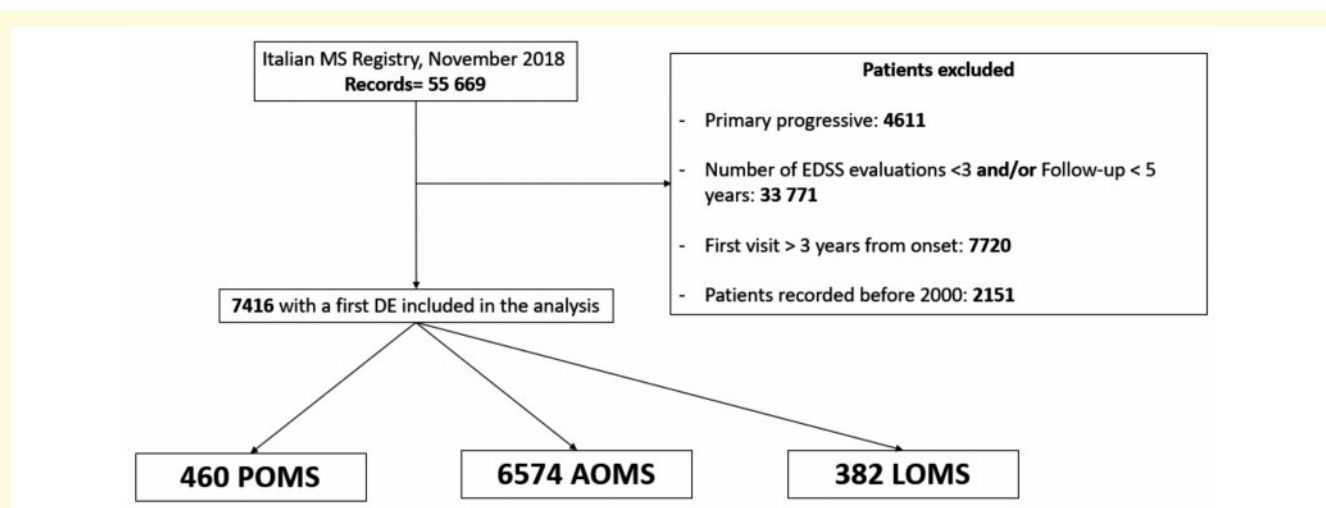 Italian MS Registry, November 2018
Records= 55 669
Patients excluded
- Primary progressive: 4611
- Number of EDSS evaluations <3 and/or Follow-up < 5
years: 33 771
- First visit > 3 years from onset: 7720
- Patients recorded before 2000: 2151
7416 with a first DE included in the analysis
460 POMS
6574 AOMS
382 LOMS